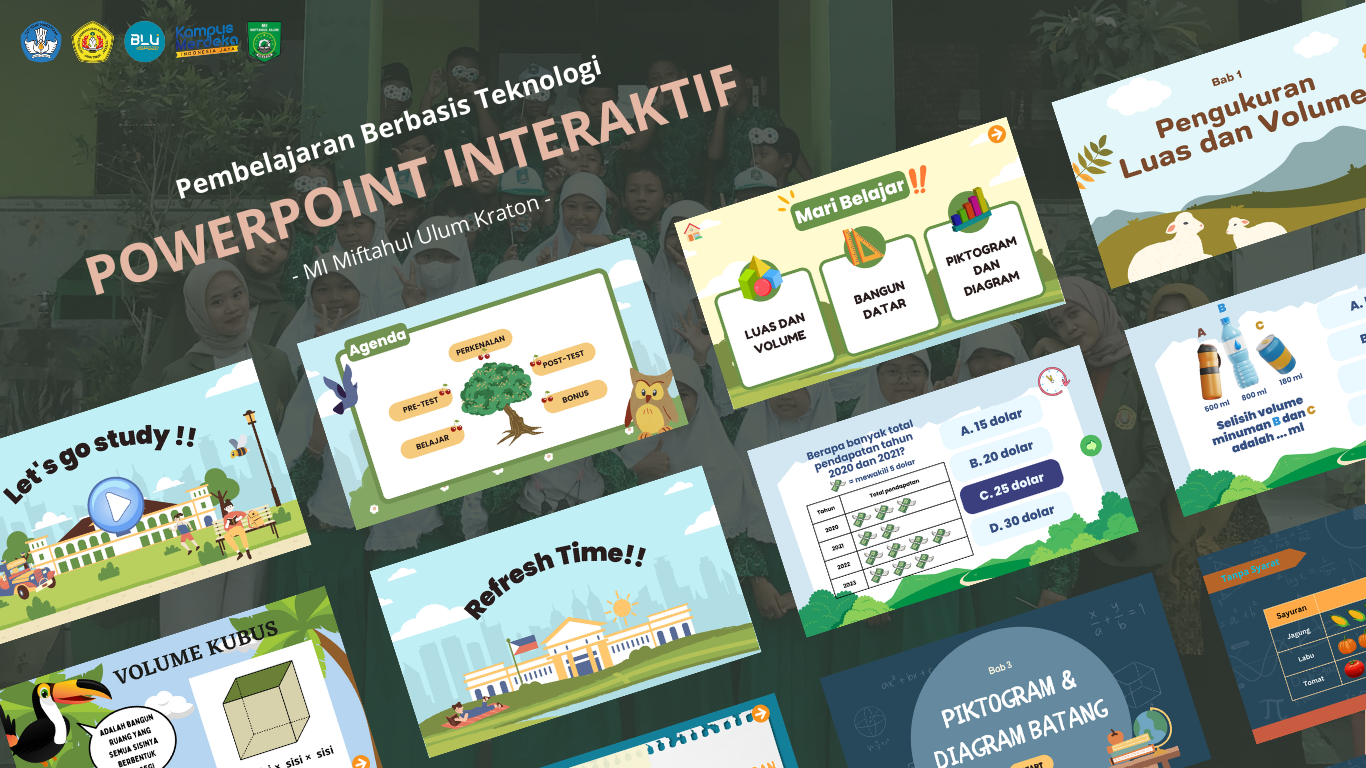 BLU
Kampus
Merdeka
INDONESIA JAYA
Pembelajaran Berbasis Teknologi
POWERPOINT INTERAKTIF
- MI Miftahul Ulum Kraton -
Bab 1
Pengukuran
Luas dan Volume
Mari Belajar !!
LUAS DAN
VOLUME
BANGUN
DATAR
PIKTOGRAM
DAN
DIAGRAM
Agenda
PERKENALAN
PRE-TEST
POST-TEST
BELAJAR
BONUS
Let's go study !!
Refresh Time!!
Berapa banyak total
pendapatan tahun
2020 dan 2021?
= mewakili 5 dolar
Tahun
Total pendapatan
2020
2021
2022
2023
A. 15 dolar
B. 20 dolar
C. 25 dolar
D. 30 dolar
A
B
C
600 ml
800 ml
180 ml
Selisih volume
minuman B dan C
adalah ... ml
A.
B
VOLUME KUBUS
ADALAH BANGUN
RUANG YANG
SEMUA SISINYA
BERBENTUK
sisi × sisi
Bab 3
PIKTOGRAM &
DIAGRAM BATANG
START
Tanpa Syarat
Sayuran
Jagung
Labu
Tomat